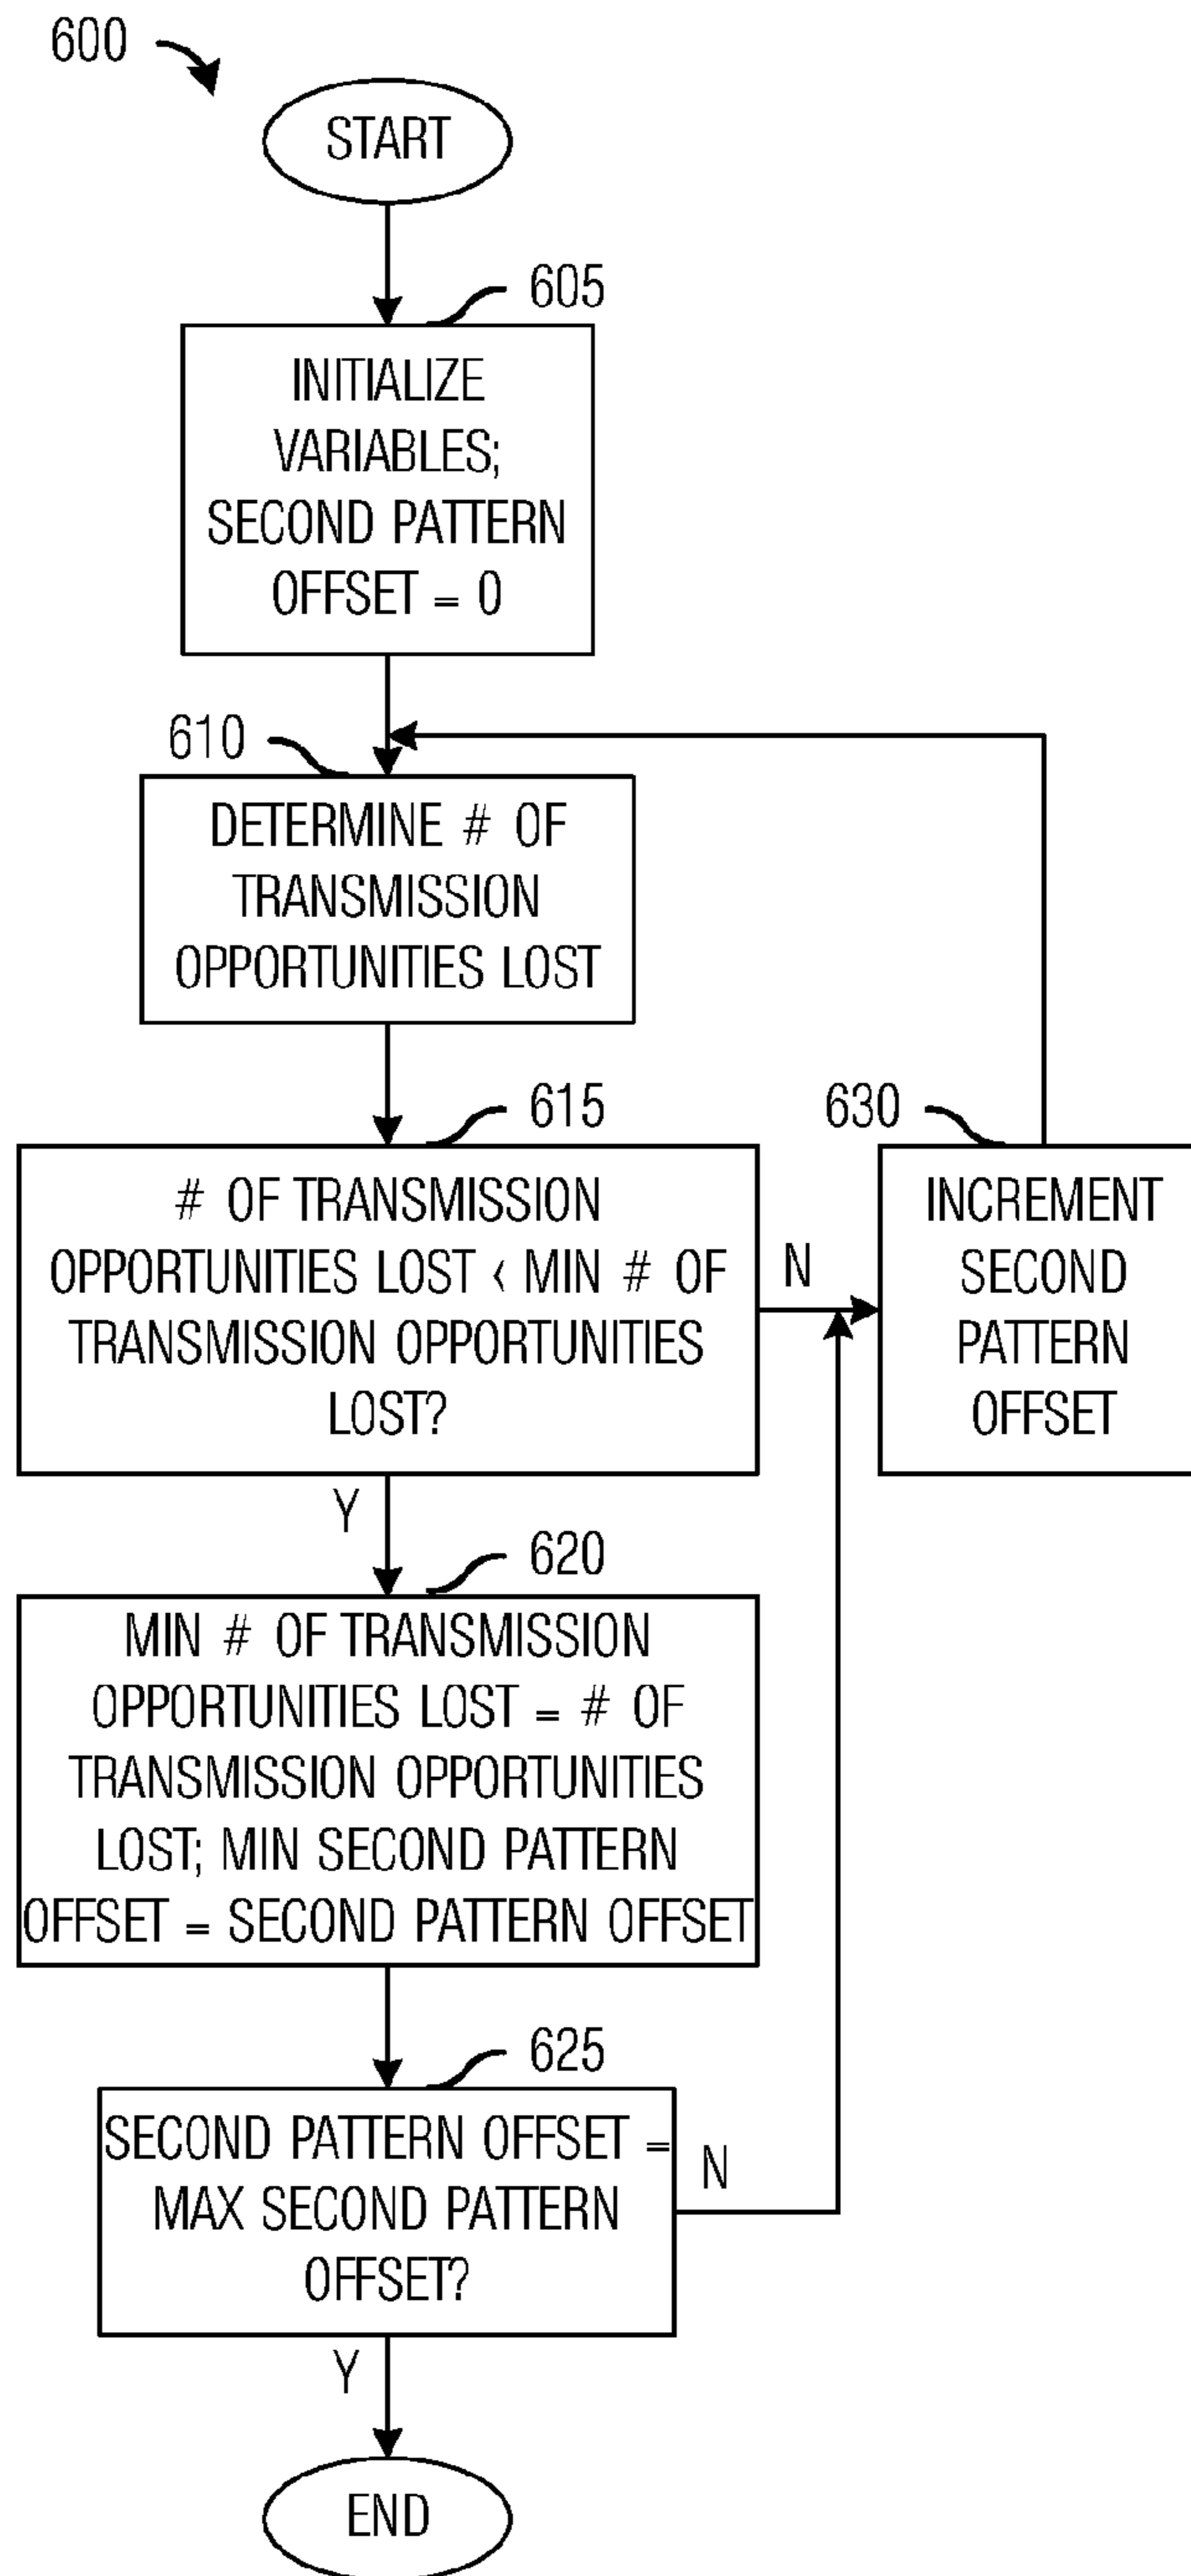 600
START
605
INITIALIZE
VARIABLES;
SECOND PATTERN
OFFSET = 0
610
DETERMINE # OF
TRANSMISSION
OPPORTUNITIES LOST
615
# OF TRANSMISSION
OPPORTUNITIES LOST < MIN # OF
TRANSMISSION OPPORTUNITIES
LOST?
N
630
INCREMENT
SECOND
PATTERN
OFFSET
Y
620
MIN # OF TRANSMISSION
OPPORTUNITIES LOST = # OF
TRANSMISSION OPPORTUNITIES
LOST; MIN SECOND PATTERN
OFFSET = SECOND PATTERN OFFSET
625
SECOND PATTERN OFFSET =
MAX SECOND PATTERN
OFFSET?
N
Y
END